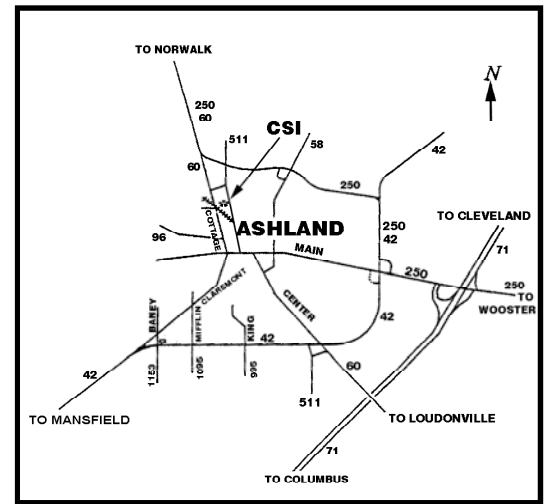 TO NORWALK
N
250
60
CSI
511
58
42
60
250
TO CLEVELAND
COTTAGE
ASHLAND
250
42
71
96
MAIN
250
250
TO
WOOSTER
CLAREMONT
BANEY
MIFFLIN
KING
CENTER
42
42
42
1153
1095
995
60
511
TO MANSFIELD
TO LOUDONVILLE
71
TO COLUMBUS